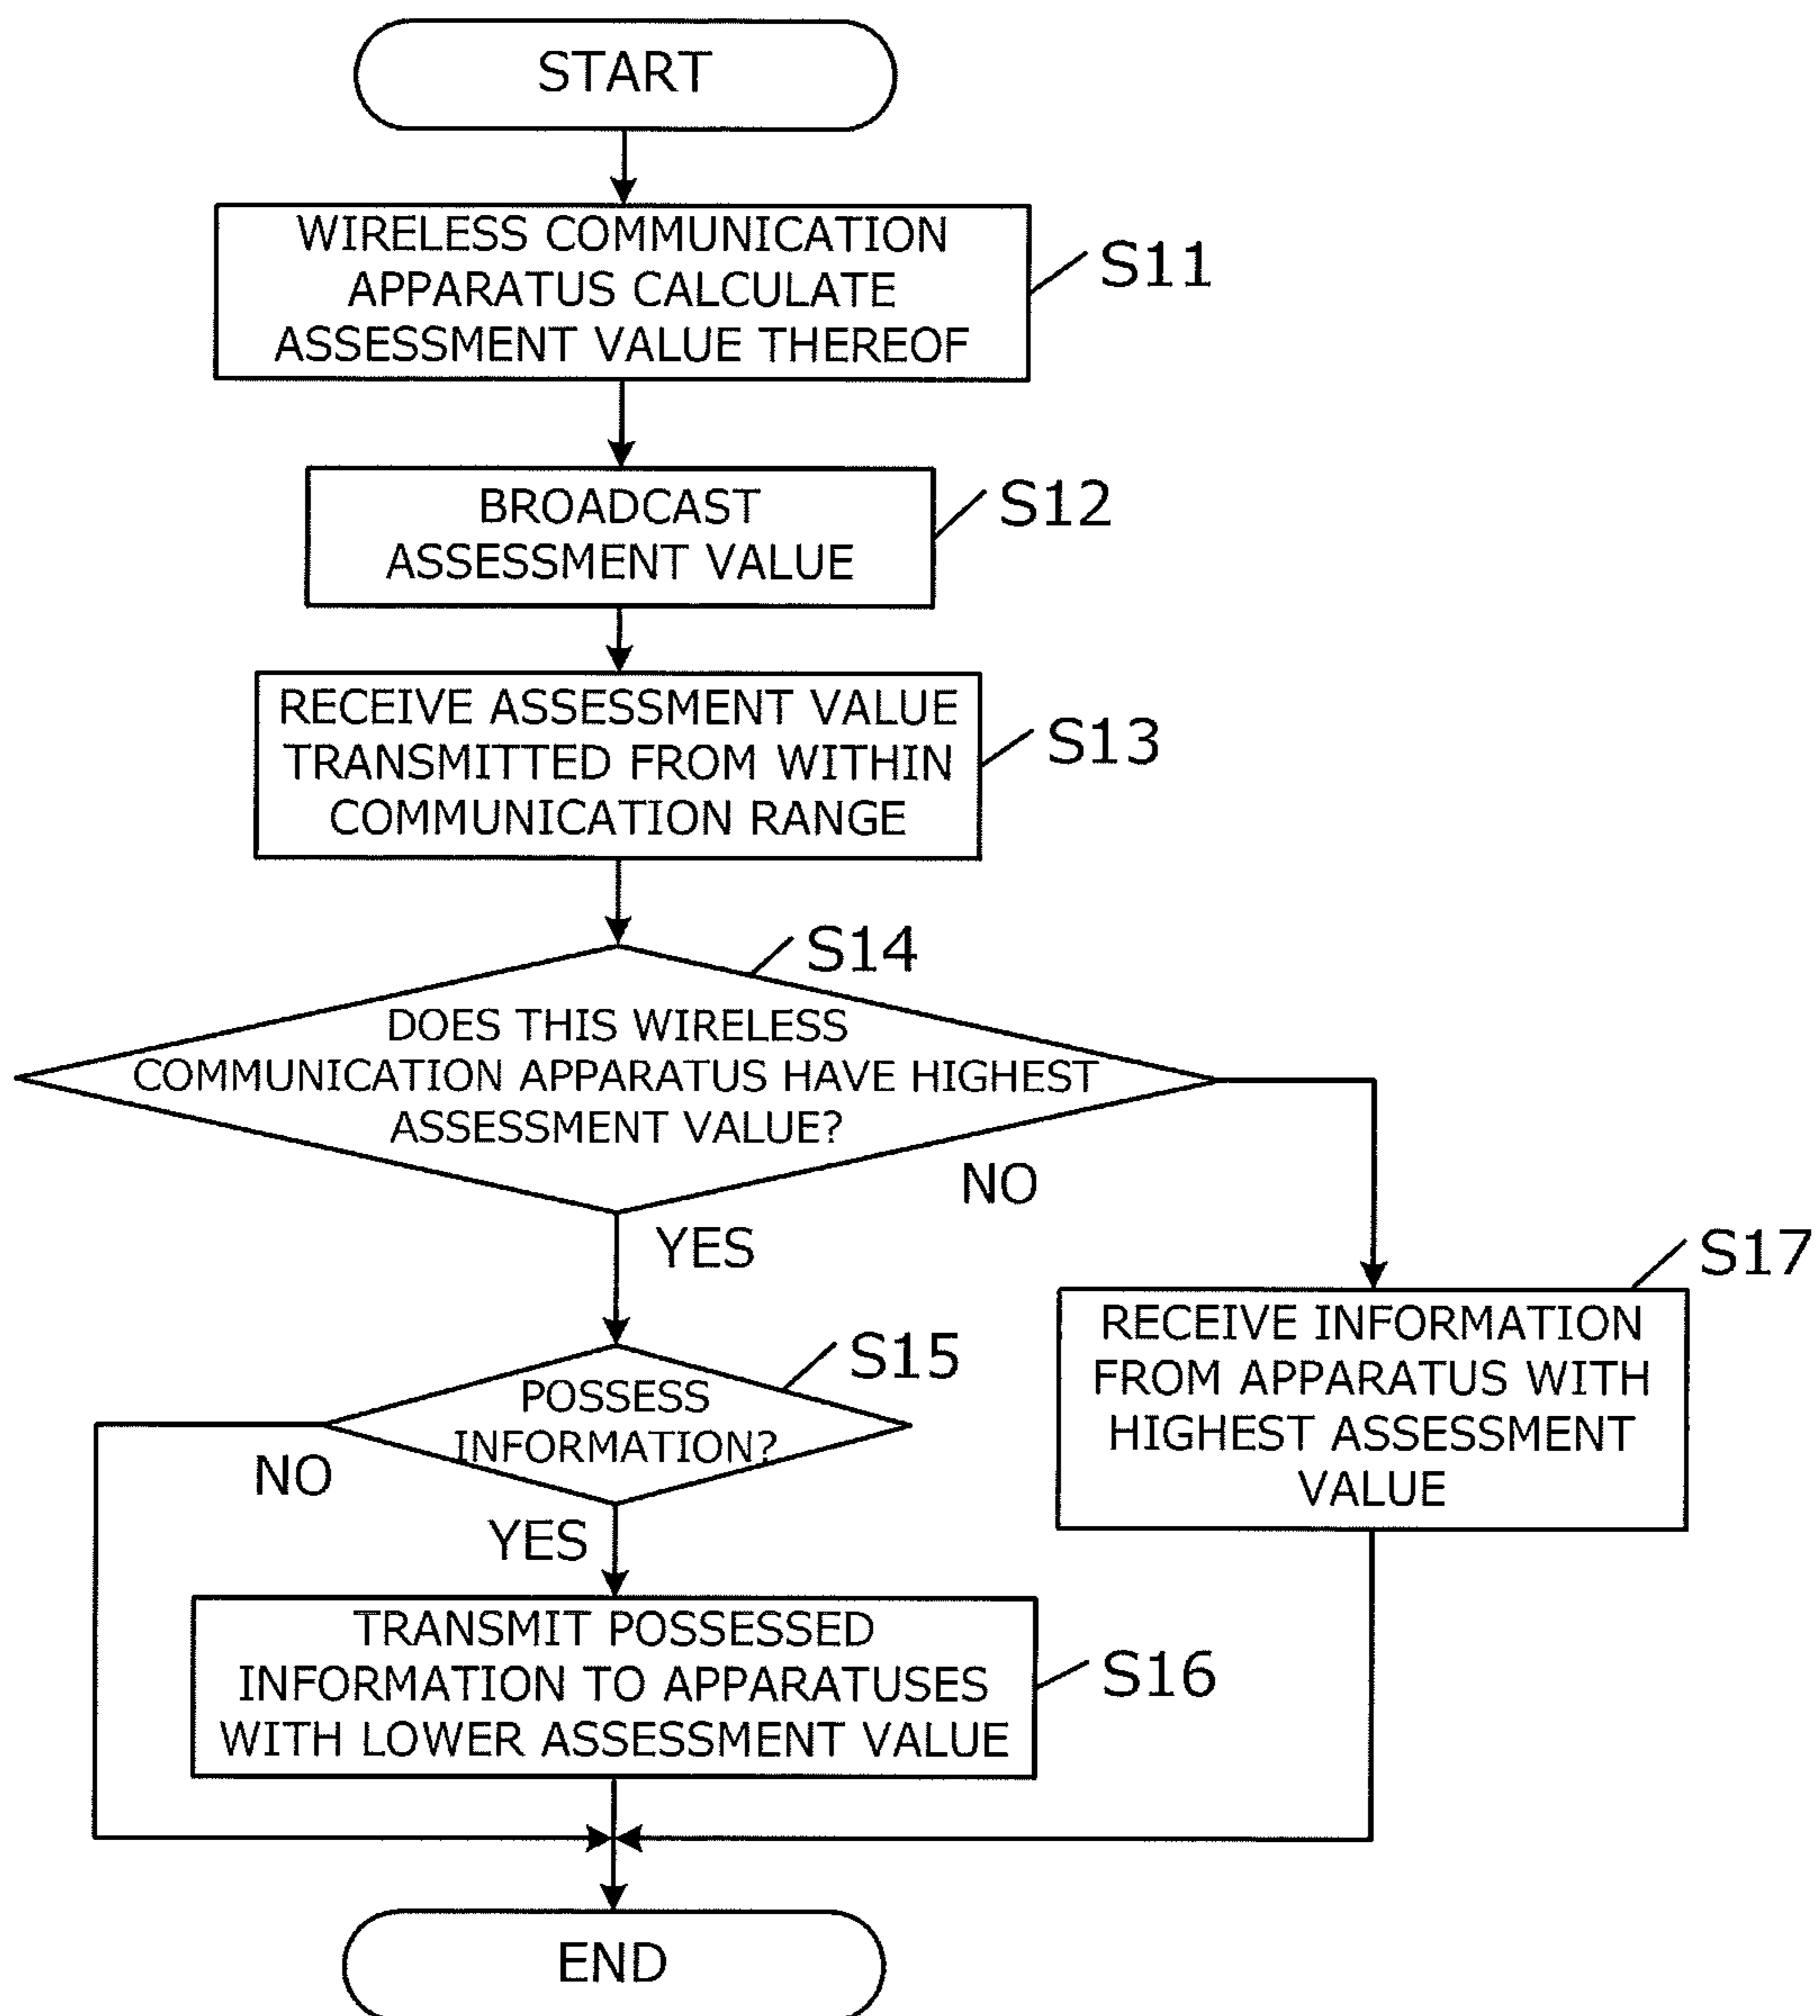 START
WIRELESS COMMUNICATION
APPARATUS CALCULATE
ASSESSMENT VALUE THEREOF
S11
BROADCAST
ASSESSMENT VALUE
S12
RECEIVE ASSESSMENT VALUE
TRANSMITTED FROM WITHIN
COMMUNICATION RANGE
S13
S14
DOES THIS WIRELESS
COMMUNICATION APPARATUS HAVE HIGHEST
ASSESSMENT VALUE?
NO
YES
S17
RECEIVE INFORMATION
FROM APPARATUS WITH
HIGHEST ASSESSMENT
VALUE
S15
POSSESS
INFORMATION?
NO
YES
TRANSMIT POSSESSED
INFORMATION TO APPARATUSES
WITH LOWER ASSESSMENT VALUE
S16
END